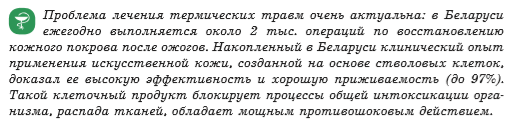 Проблема лечения термических травм очень актуальна: в Беларуси
ежегодно выполняется около 2 тыс. операций по восстановлению
кожного покрова после ожогов. Накопленный в Беларуси клинический опыт
применения искусственной кожи, созданной на основе стволовых клеток,
доказал ее высокую эффективность и хорошую приживаемость (до 97%).
Такой клеточный продукт блокирует процессы общей интоксикации орга-
низма, распада тканей, обладает мощным противошоковым действием.